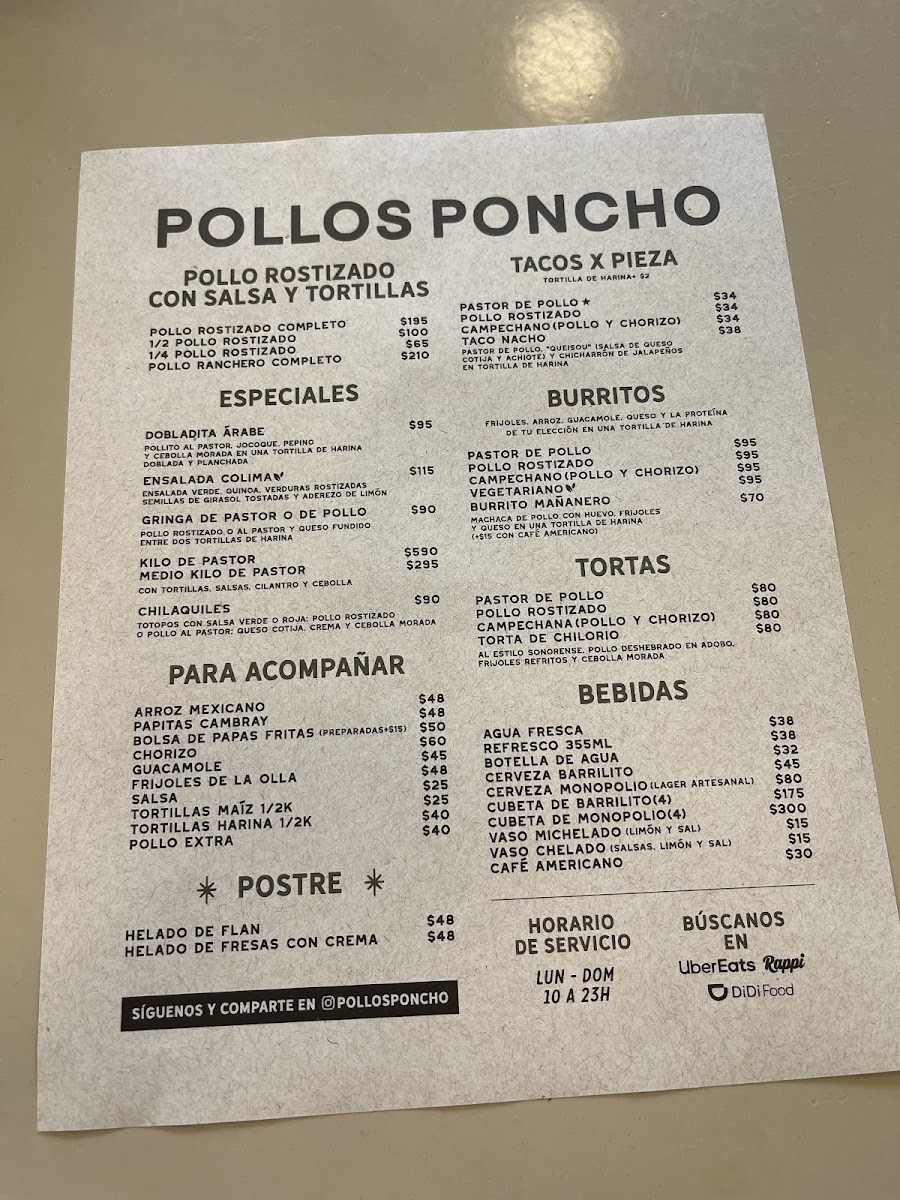 POLLOS PONCHO
POLLO ROSTIZADO
CON SALSA Y TORTILLAS
POLLO ROSTIZADO COMPLETO $195
1/2 POLLO ROSTIZADO $100
1/4 POLLO ROSTIZADO $65
POLLO RANCHERO COMPLETO $210
ESPECIALES
DOBLADITA ÁRABE $95
POLLITO AL PASTOR, JOCOQUE, PEPINO
Y CEBOLLA MORADA EN UNA TORTILLA DE HARINA
DOBLADA Y PLANCHADA
ENSALADA COLIMA $115
ENSALADA VERDE, QUINOA, VERDURAS ROSTIZADAS
SEMILLAS DE GIRASOL TOSTADAS Y ADEREZO DE LIMÓN
GRINGA DE PASTOR O DE POLLO $90
POLLO ROSTIZADO O AL PASTOR Y QUESO FUNDIDO
ENTRE DOS TORTILLAS DE HARINA
KILO DE PASTOR $590
MEDIO KILO DE PASTOR $295
CON TORTILLAS, SALSAS, CILANTRO Y CEBOLLA
CHILAQUILES $90
TOTOPOS CON SALSA VERDE O ROJA; POLLO ROSTIZADO
O POLLO AL PASTOR; QUESO COTIJA, CREMA Y CEBOLLA MORADA
PARA ACOMPAÑAR
ARROZ MEXICANO $48
PAPITAS CAMBRAY $48
BOLSA DE PAPAS FRITAS (PREPARADAS+$15) $50
CHORIZO $60
GUACAMOLE $45
FRIJOLES DE LA OLLA $48
SALSA $25
TORTILLAS MAÍZ 1/2K $25
TORTILLAS HARINA 1/2K $40
POLLO EXTRA $40
POSTRE
HELADO DE FLAN $48
HELADO DE FRESAS CON CREMA $48
SÍGUENOS Y COMPARTE EN POLLOSPONCHO
TACOS X PIEZA
TORTILLA DE HARINA+ $2
PASTOR DE POLLO ★ $34
POLLO ROSTIZADO $34
CAMPECHANO (POLLO Y CHORIZO) $34
TACO NACHO $38
PASTOR DE POLLO, "QUEISOU" (SALSA DE QUESO
COTIJA Y ACHIOTE) Y CHICHARRÓN DE JALAPEÑOS
EN TORTILLA DE HARINA
BURRITOS
FRIJOLES, ARROZ, GUACAMOLE, QUESO Y LA PROTEÍNA
DE TU ELECCIÓN EN UNA TORTILLA DE HARINA
PASTOR DE POLLO $95
POLLO ROSTIZADO $95
CAMPECHANO (POLLO Y CHORIZO) $95
VEGETARIANO $95
BURRITO MAÑANERO $70
MACHACA DE POLLO CON HUEVO, FRIJOLES
Y QUESO EN UNA TORTILLA DE HARINA
(+$15 CON CAFÉ AMERICANO)
TORTAS
PASTOR DE POLLO $80
POLLO ROSTIZADO $80
CAMPECHANA (POLLO Y CHORIZO) $80
TORTA DE CHILORIO $80
AL ESTILO SONORENSE, POLLO DESHEBRADO EN ADOBO,
FRIJOLES REFRITOS Y CEBOLLA MORADA
BEBIDAS
AGUA FRESCA $38
REFRESCO 355ML $38
BOTELLA DE AGUA $32
CERVEZA BARRILITO $45
CERVEZA MONOPOLIO (LAGER ARTESANAL) $80
CUBETA DE BARRILITO (4) $175
CUBETA DE MONOPOLIO (4) $300
VASO MICHELADO (LIMÓN Y SAL) $15
VASO CHELADO (SALSAS, LIMÓN Y SAL) $15
CAFÉ AMERICANO $30
HORARIO
DE SERVICIO
LUN - DOM
10 A 23H
BÚSCANOS
EN
UberEats Rappi
DiDi Food